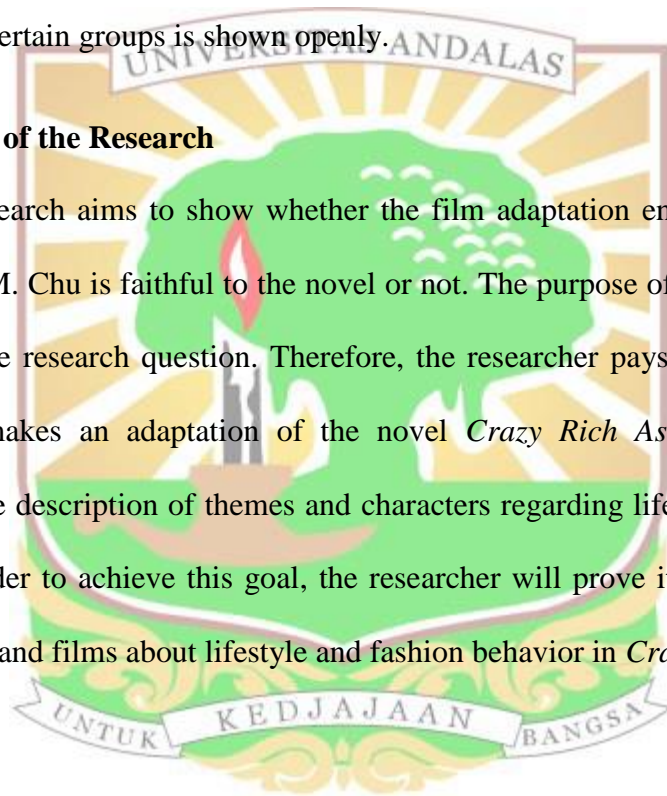 ertain groups is shown openly.
UNIVERSITAS ANDALAS
of the Research
earch aims to show whether the film adaptation en
M. Chu is faithful to the novel or not. The purpose of
e research question. Therefore, the researcher pays
makes an adaptation of the novel Crazy Rich As
e description of themes and characters regarding life
der to achieve this goal, the researcher will prove i
and films about lifestyle and fashion behavior in Cra
UNTUK KEDJAJAAN BANGSA